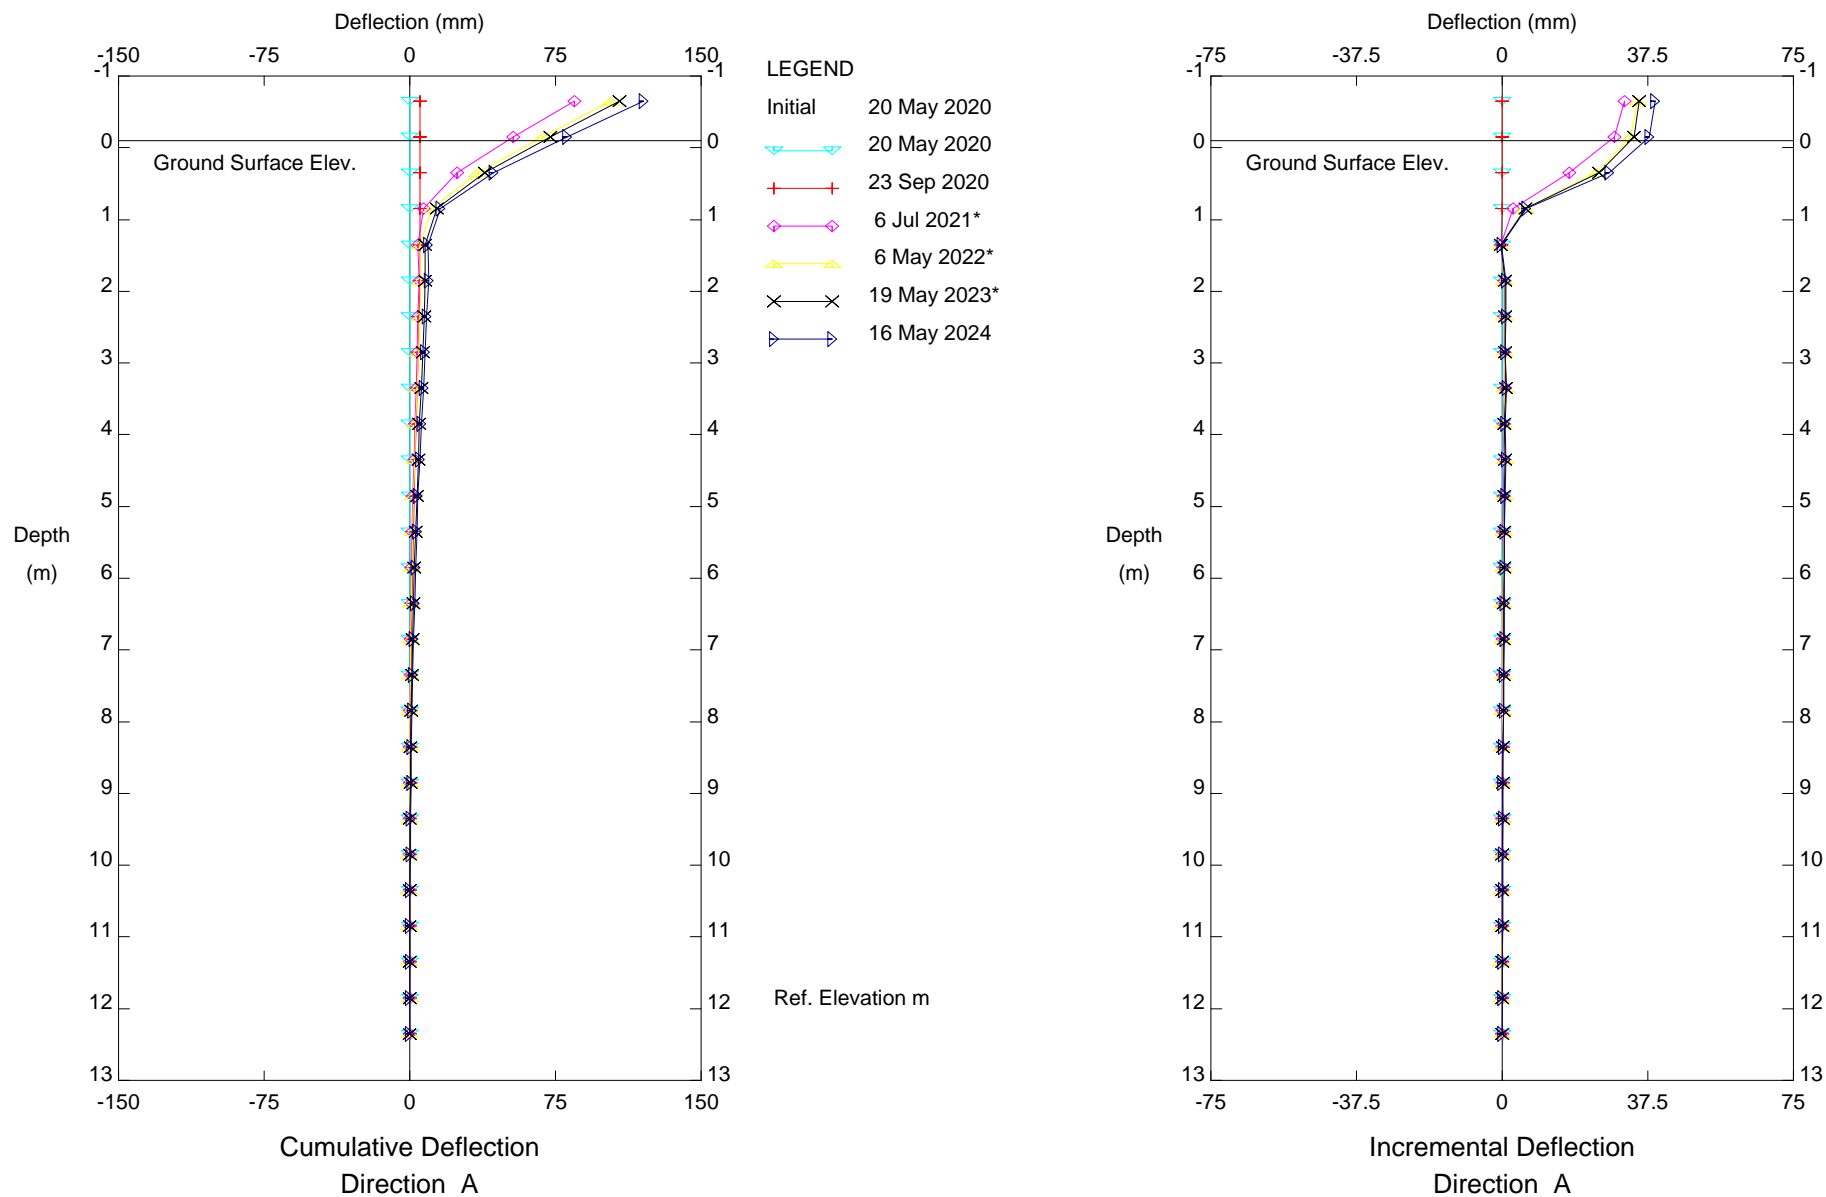 Deflection (mm)
-150 -75 0 75 150
-1 -1
0 0
Ground Surface Elev.
1 1
2 2
3 3
4 4
5 5
Depth
(m)
6 6
7 7
8 8
9 9
10 10
11 11
12 12
13 13
-150 -75 0 75 150
Cumulative Deflection
Direction A
LEGEND
Initial 20 May 2020
20 May 2020
23 Sep 2020
6 Jul 2021*
6 May 2022*
19 May 2023*
16 May 2024
Ref. Elevation m
Deflection (mm)
-75 -37.5 0 37.5 75
-1 -1
0 0
Ground Surface Elev.
1 1
2 2
3 3
4 4
5 5
Depth
(m)
6 6
7 7
8 8
9 9
10 10
11 11
12 12
13 13
-75 -37.5 0 37.5 75
Incremental Deflection
Direction A